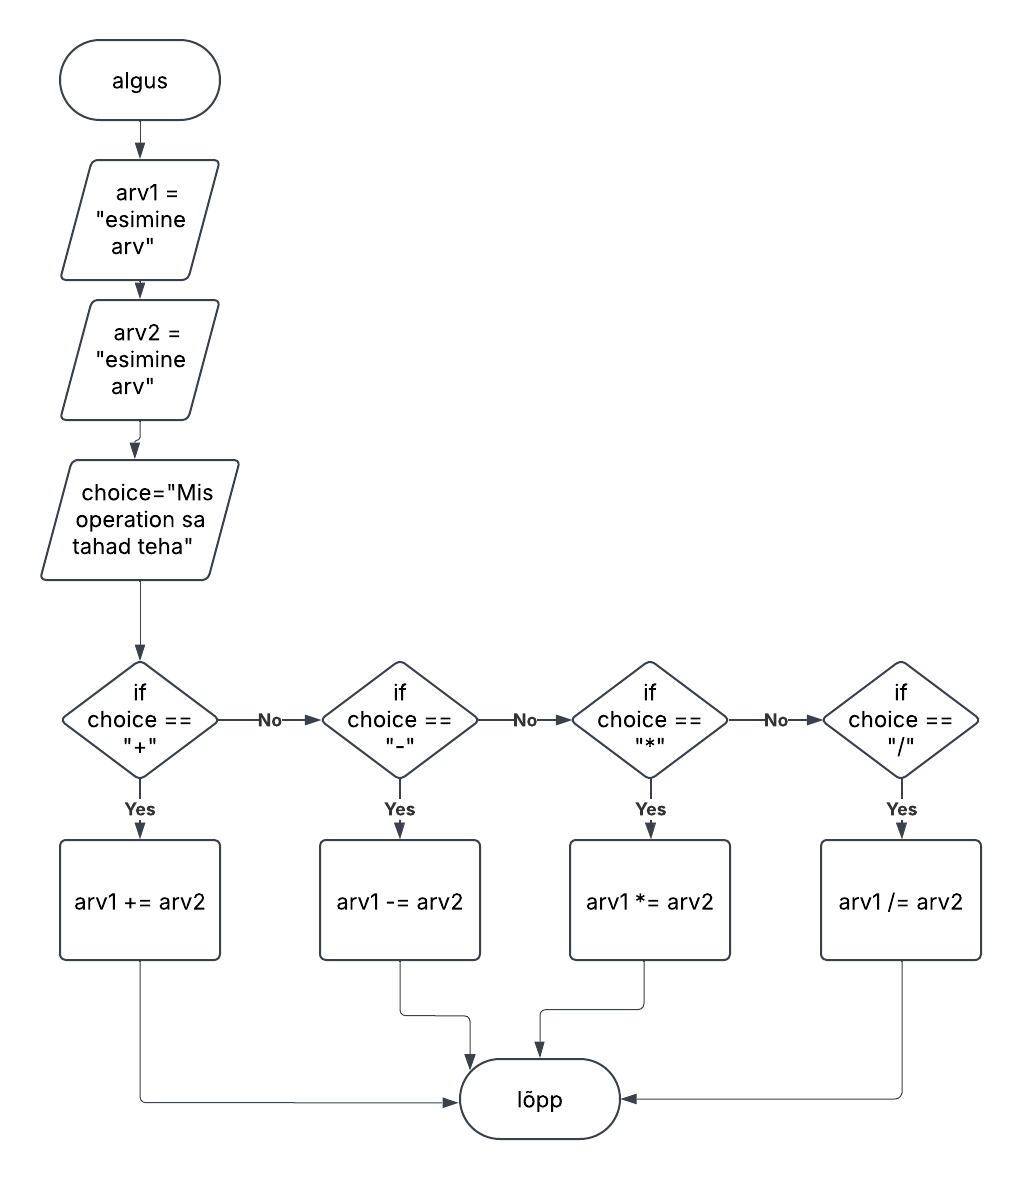 algus
arv1 =
"esimine
arv"
arv2 =
"esimine
arv"
choice="Mis
operation sa
tahad teha"
if
choice ==
"+"
No
if
choice ==
"-"
No
if
choice ==
"*"
No
if
choice ==
"/"
Yes
Yes
Yes
Yes
arv1 += arv2
arv1 -= arv2
arv1 *= arv2
arv1 /= arv2
lõpp